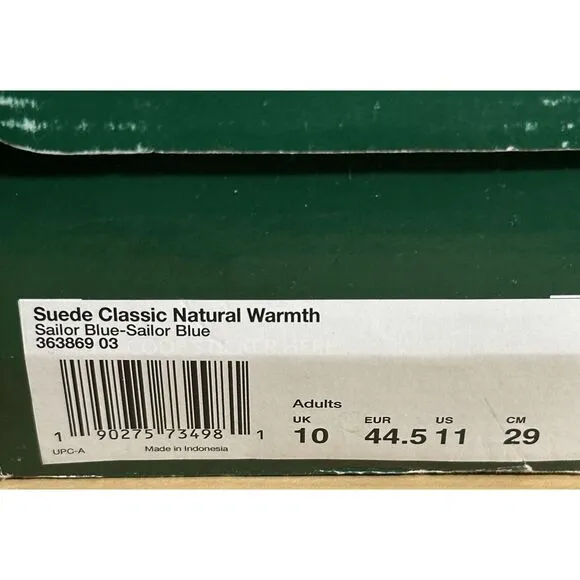 Suede Classic Natural Warmth
Sailor Blue-Sailor Blue
363869 03
Adults
UK EUR US CM
10 44.5 11 29
1 90275 73498 1
UPC-A Made in Indonesia